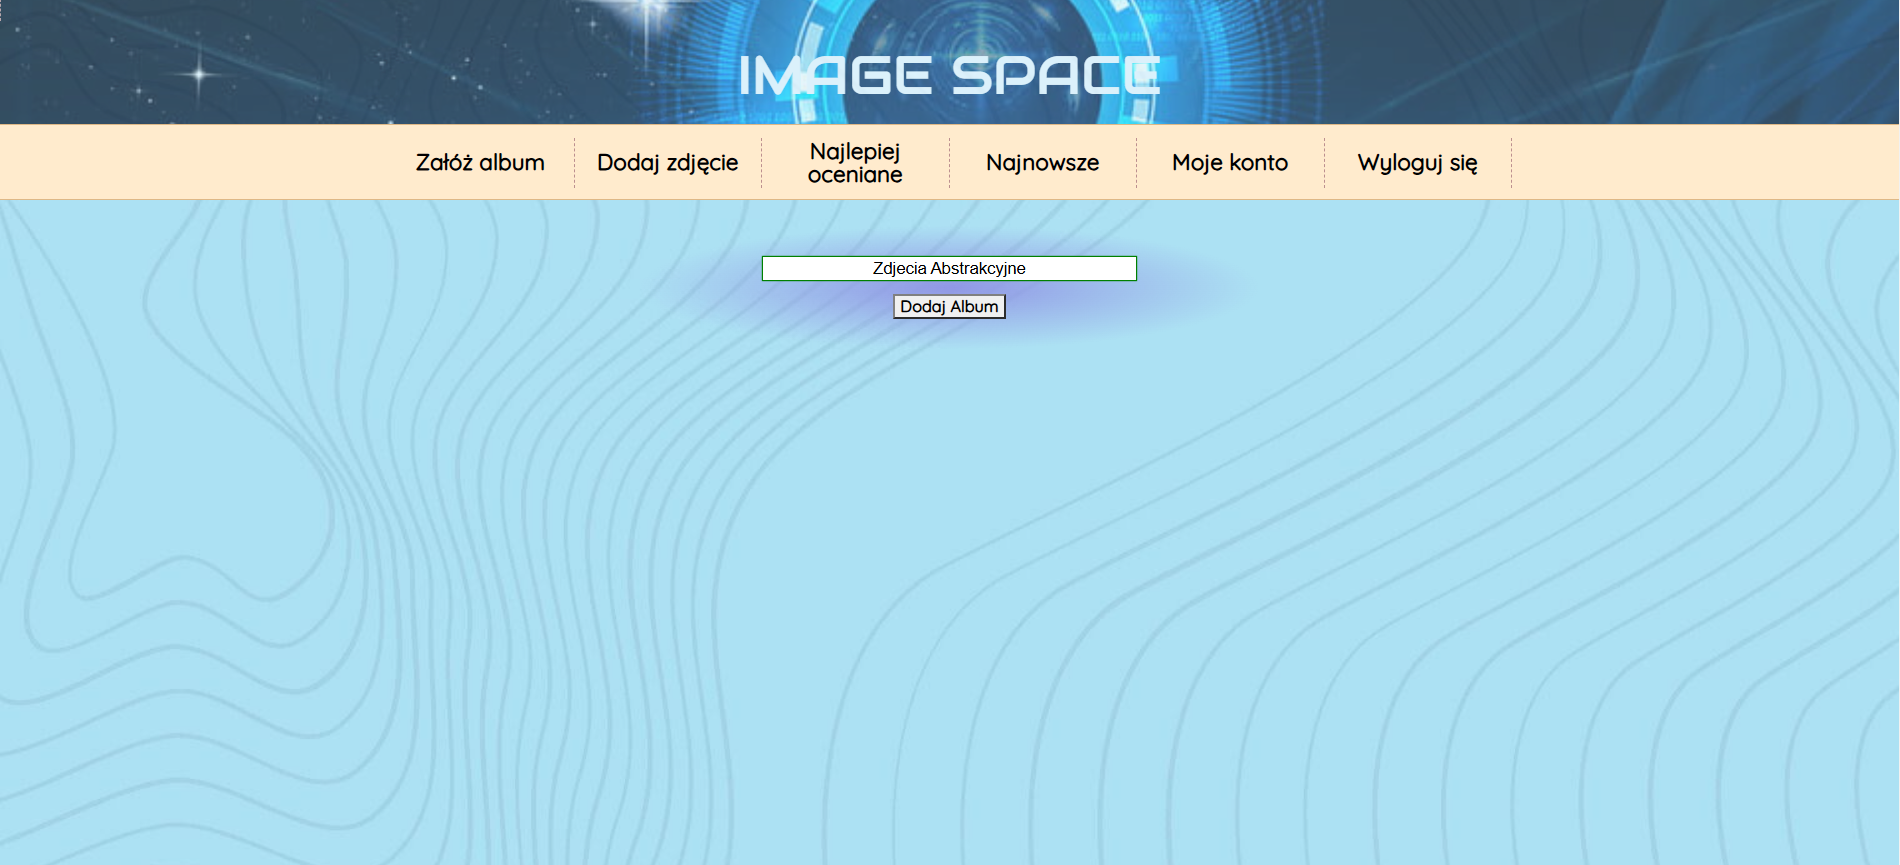 IMAGE SPACE
Załóż album
Dodaj zdjęcie
Najlepiej
oceniane
Najnowsze
Moje konto
Wyloguj się
Zdjecia Abstrakcyjne
Dodaj Album